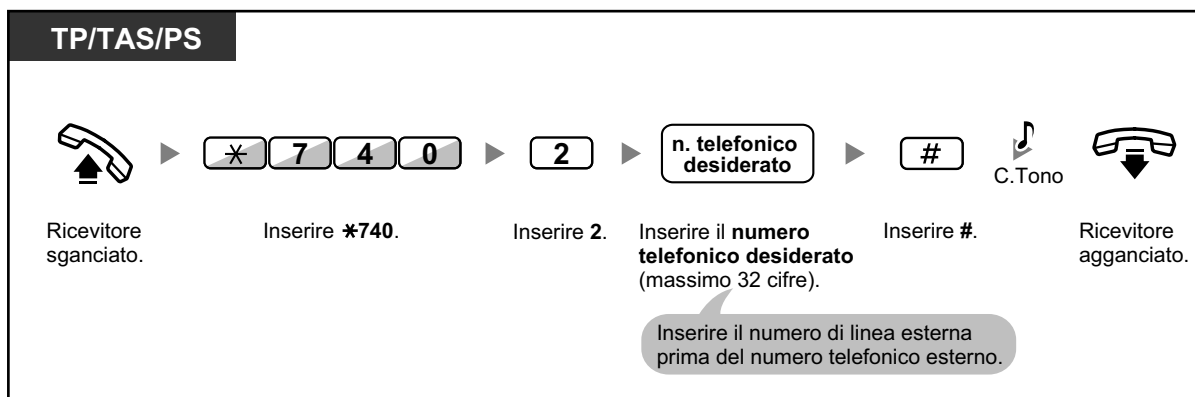 TP/TAS/PS
* 7 4 0
2
n. telefonico
desiderato
#
C.Tono
Ricevitore
sganciato.
Inserire *740.
Inserire 2.
Inserire il numero
telefonico desiderato
(massimo 32 cifre).
Inserire #.
Ricevitore
agganciato.
Inserire il numero di linea esterna
prima del numero telefonico esterno.